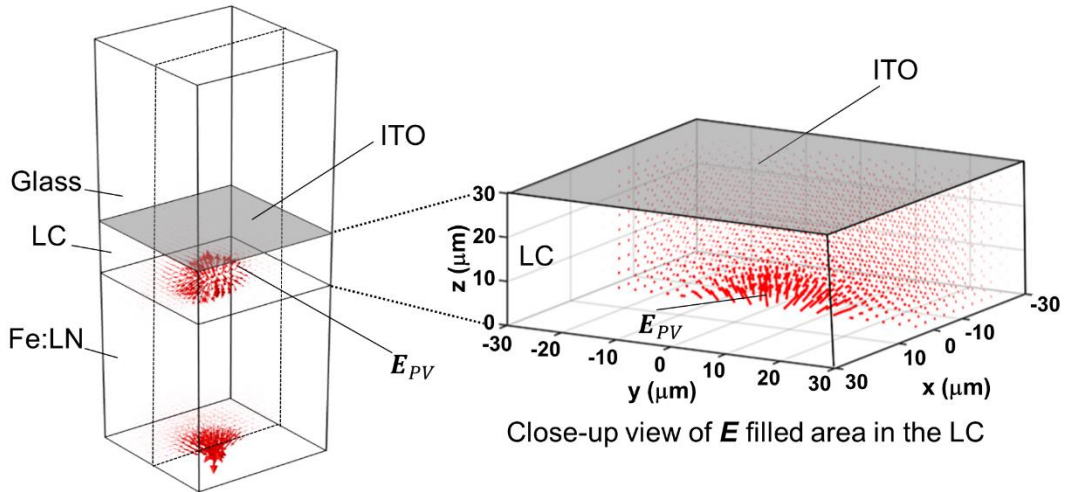 Glass
LC
Fe:LN
ITO
E_PV
ITO
LC
E_PV
z (μm)
30
20
10
0
-30
-20
-10
0
10
20
30
y (μm)
30
10
0
-10
-30
x (μm)
Close-up view of E filled area in the LC